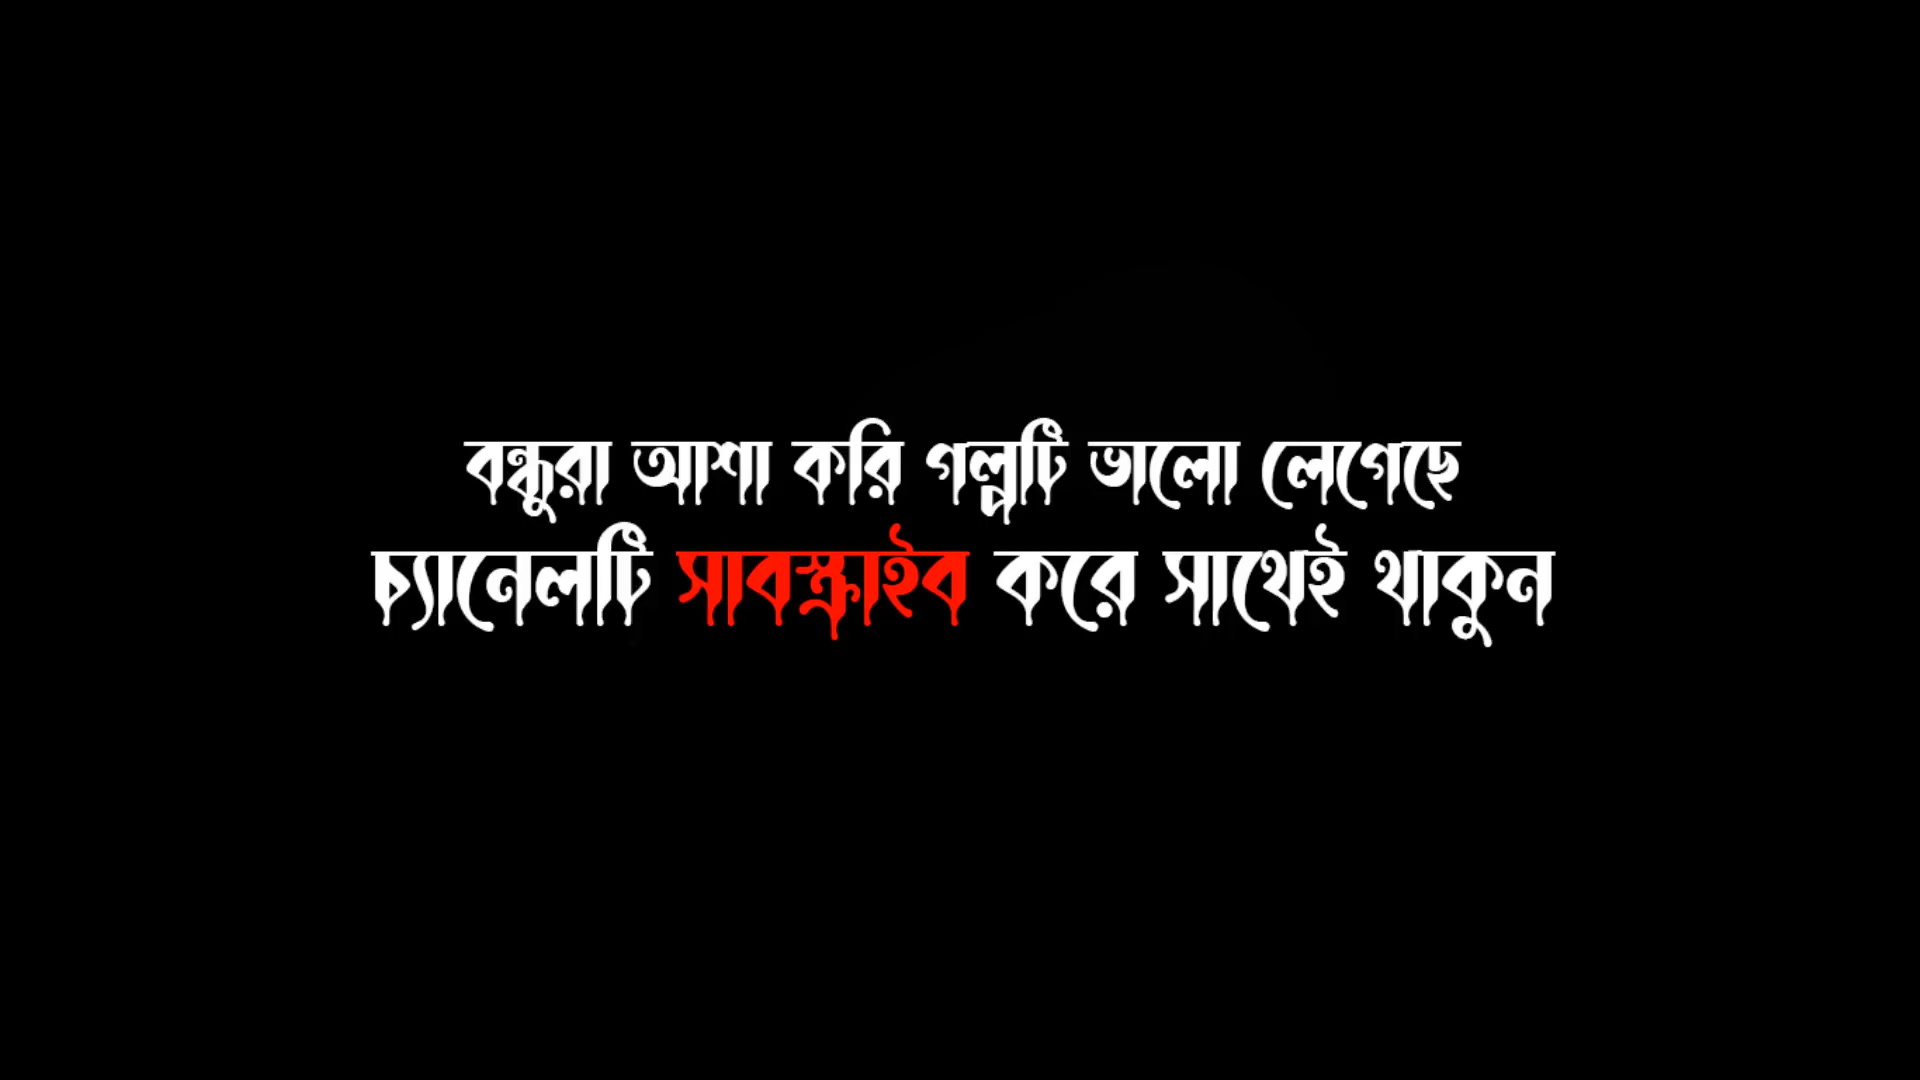 বন্ধুরা আশা করি গল্পটি ভালো লেগেছে
চ্যানেলটি সাবস্ক্রাইব করে সাথেই থাকুন